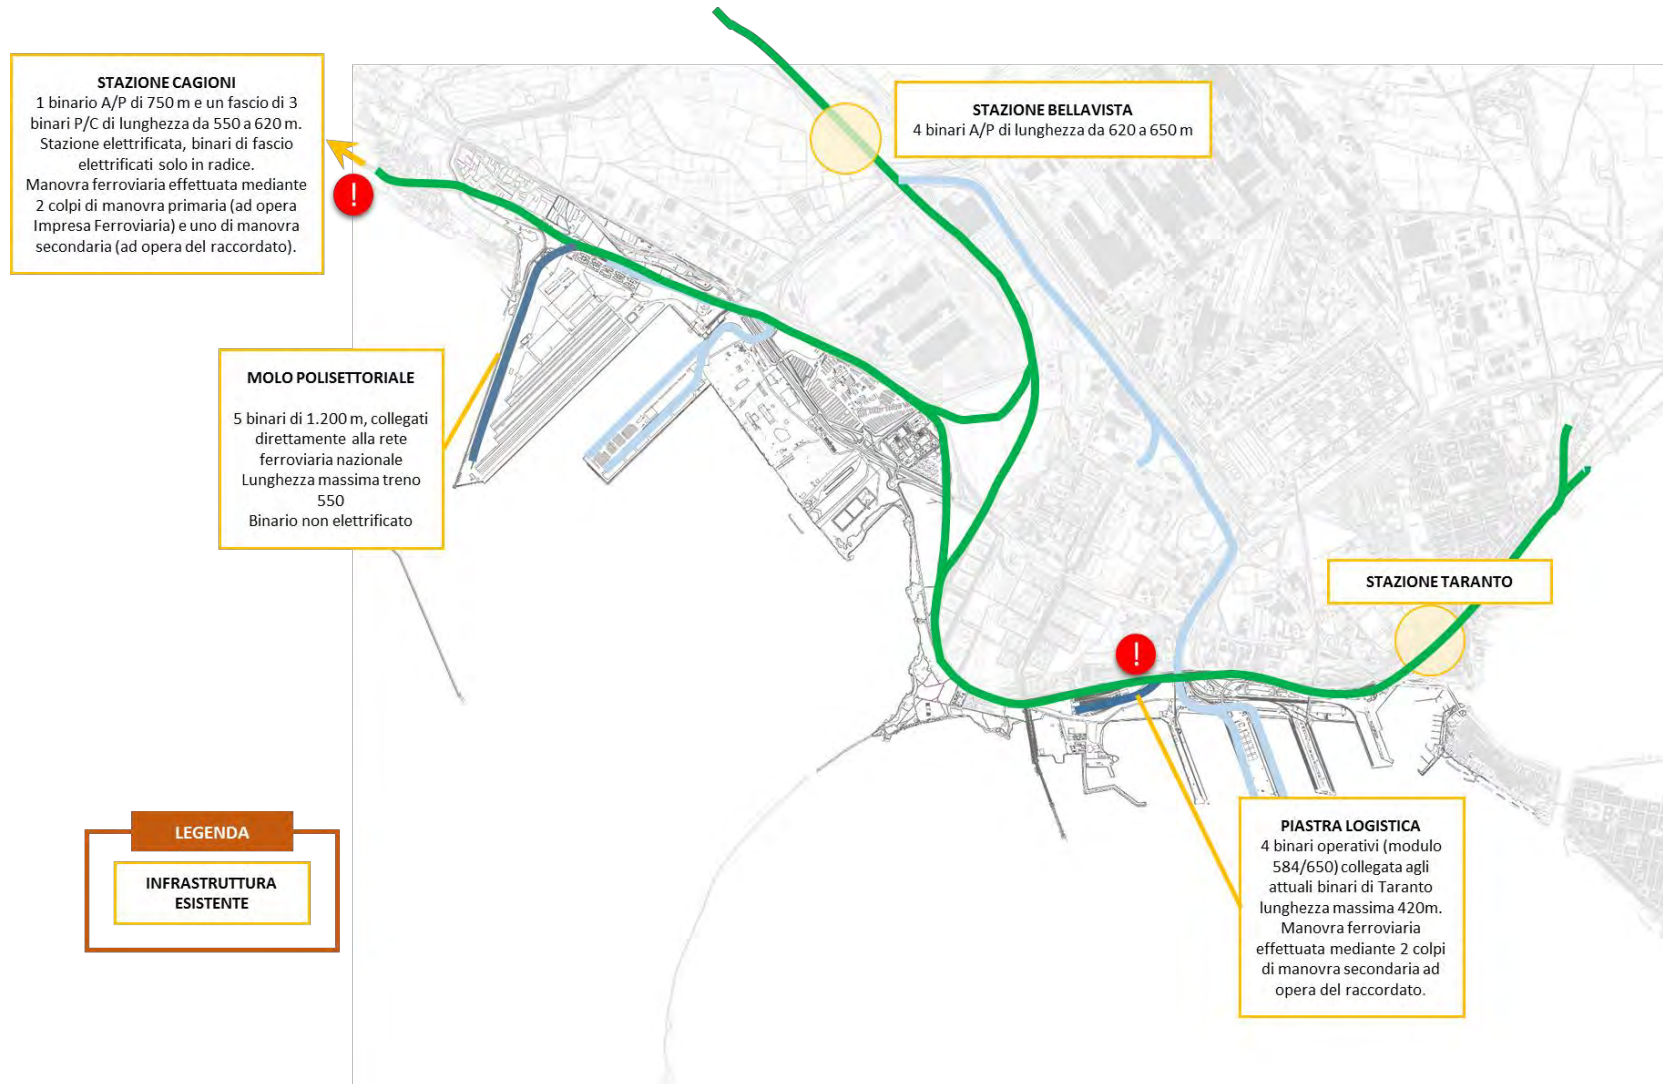 STAZIONE CAGIONI
1 binario A/P di 750 m e un fascio di 3
binari P/C di lunghezza da 550 a 620 m.
Stazione elettrificata, binari di fascio
elettrificati solo in radice.
Manovra ferroviaria effettuata mediante
2 colpi di manovra primaria (ad opera
Impresa Ferroviaria) e uno di manovra
secondaria (ad opera del raccordato).
!
STAZIONE BELLAVISTA
4 binari A/P di lunghezza da 620 a 650 m
MOLO POLISETTORIALE
5 binari di 1.200 m, collegati
direttamente alla rete
ferroviaria nazionale
Lunghezza massima treno
550
Binario non elettrificato
STAZIONE TARANTO
!
PIASTRA LOGISTICA
4 binari operativi (modulo
584/650) collegata agli
attuali binari di Taranto
lunghezza massima 420m.
Manovra ferroviaria
effettuata mediante 2 colpi
di manovra secondaria ad
opera del raccordato.
LEGENDA
INFRASTRUTTURA
ESISTENTE